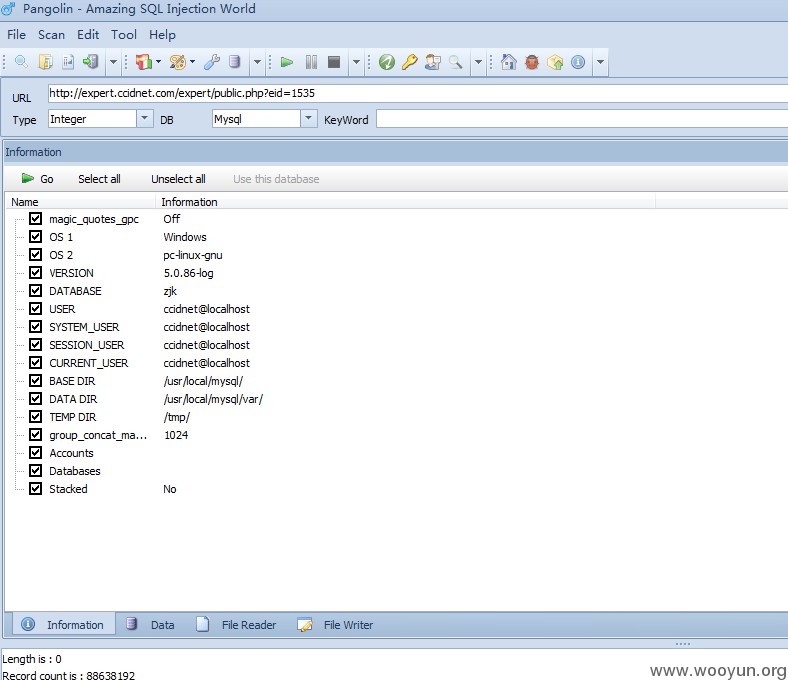 Pangolin - Amazing SQL Injection World
File Scan Edit Tool Help
URL http://expert.ccidnet.com/expert/public.php?eid=1535
Type Integer DB Mysql KeyWord
Information
Go Select all Unselect all Use this database
Name Information
magic_quotes_gpc Off
OS 1 Windows
OS 2 pc-linux-gnu
VERSION 5.0.86-log
DATABASE zjk
USER ccidnet@localhost
SYSTEM_USER ccidnet@localhost
SESSION_USER ccidnet@localhost
CURRENT_USER ccidnet@localhost
BASE DIR /usr/local/mysql/
DATA DIR /usr/local/mysql/var/
TEMP DIR /tmp/
group_concat_ma... 1024
Accounts
Databases
Stacked No
Information Data File Reader File Writer
Length is : 0
Record count is : 88638192
www.wooyun.org